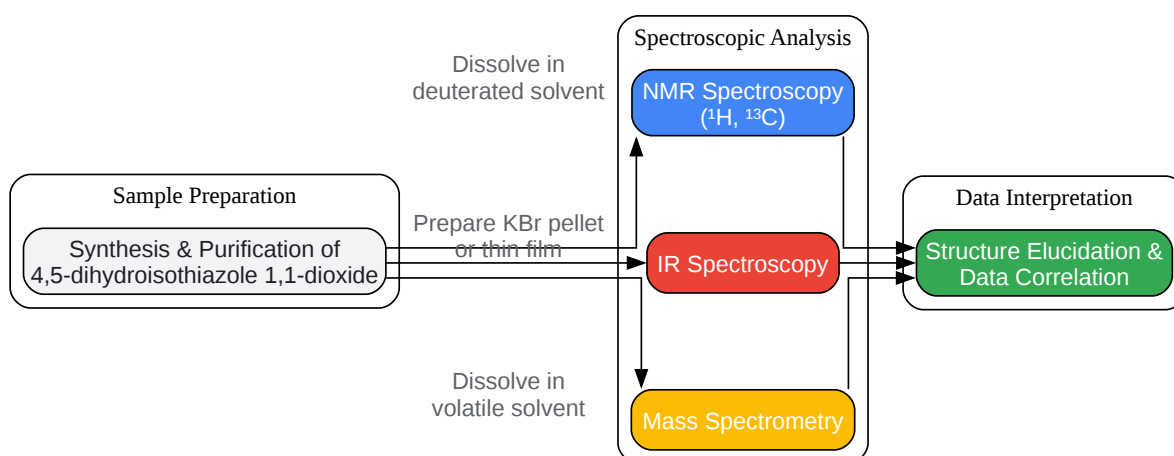 Sample Preparation
Synthesis & Purification of
4,5-dihydroisothiazole 1,1-dioxide
Dissolve in
deuterated solvent
Prepare KBr pellet
or thin film
Dissolve in
volatile solvent
Spectroscopic Analysis
NMR Spectroscopy
(¹H, ¹³C)
IR Spectroscopy
Mass Spectrometry
Data Interpretation
Structure Elucidation &
Data Correlation